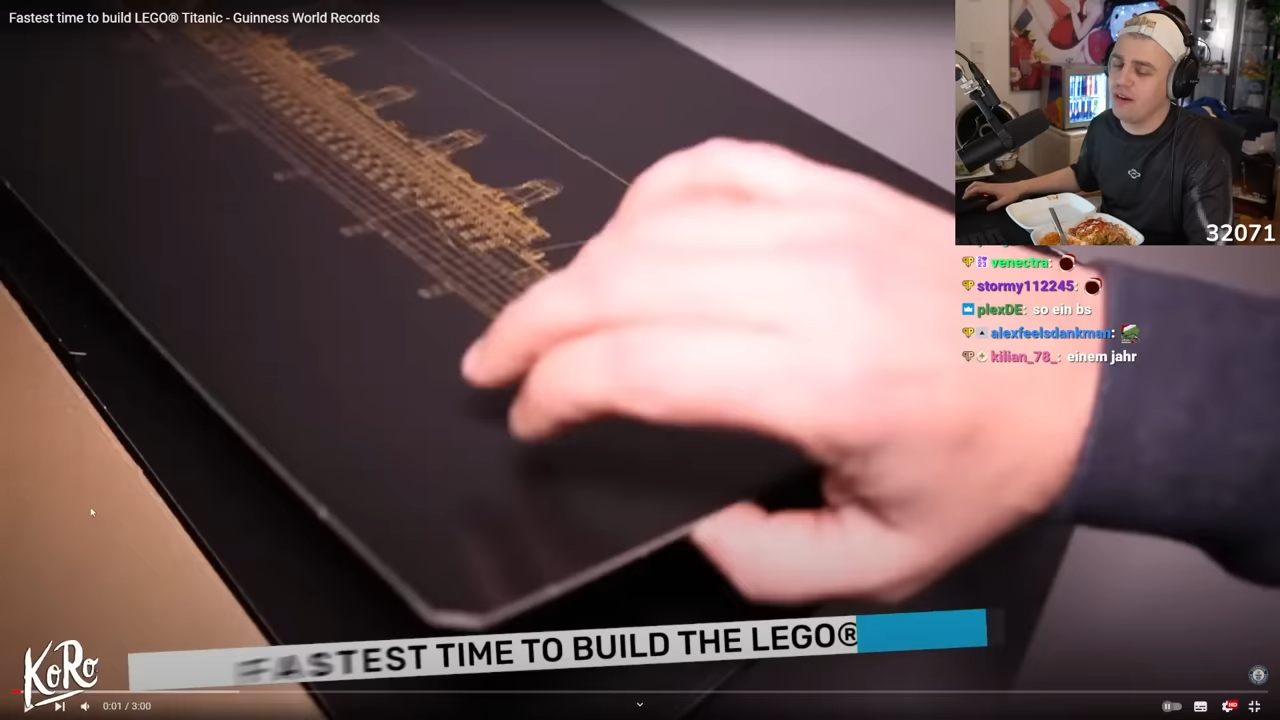 Fastest time to build LEGO® Titanic - Guinness World Records
32071
venectra:
stormy112245:
plexDE: so ein bs
alexfeelsdankman:
kilian_78_: einem jahr
FASTEST TIME TO BUILD THE LEGO®
KoRo
0:01 / 3:00
HD